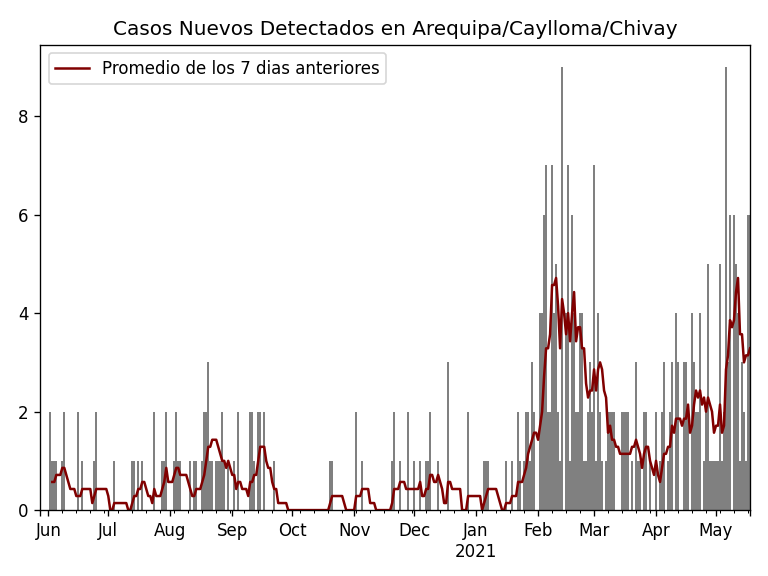 Casos Nuevos Detectados en Arequipa/Caylloma/Chivay
Promedio de los 7 dias anteriores
8
6
4
2
0
Jun Jul Aug Sep Oct Nov Dec Jan Feb Mar Apr May
2021